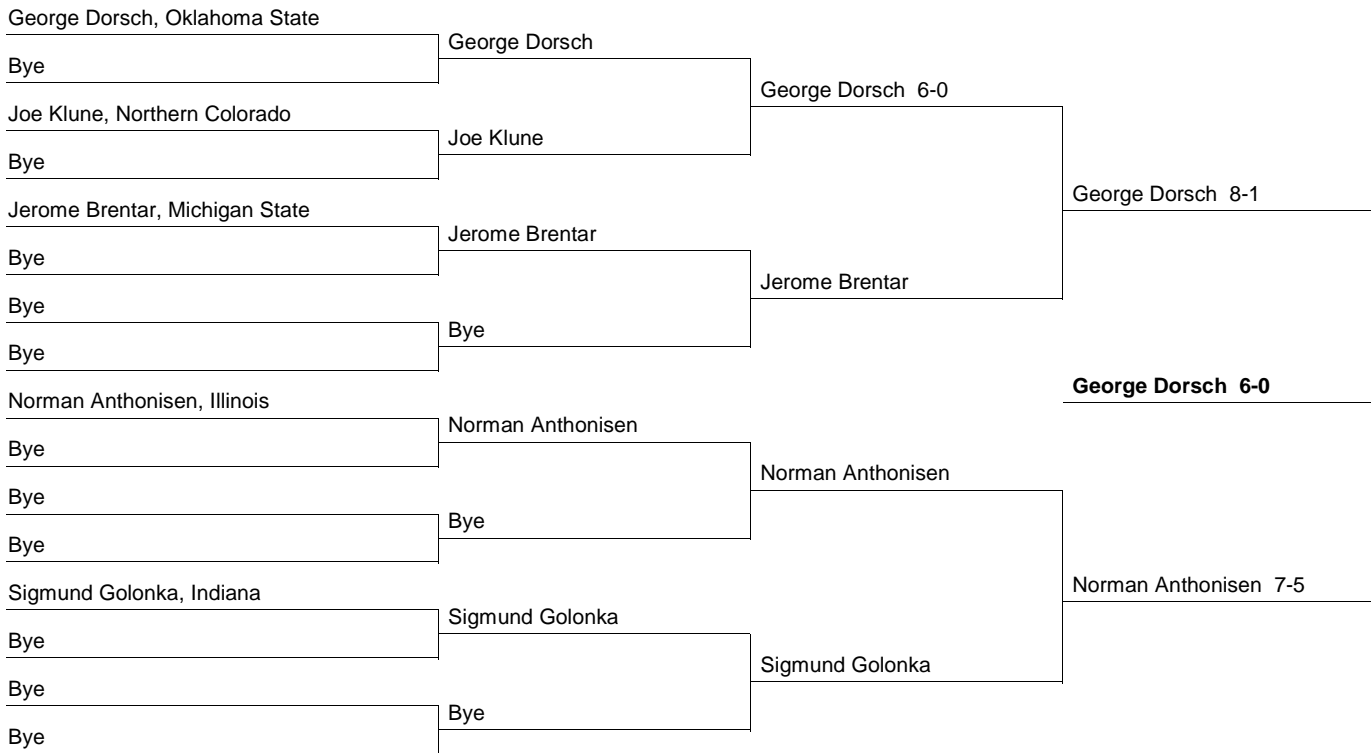 George Dorsch, Oklahoma State
Bye
Joe Klune, Northern Colorado
Bye
Jerome Brentar, Michigan State
Bye
Bye
Bye
Norman Anthonisen, Illinois
Bye
Bye
Bye
Sigmund Golonka, Indiana
Bye
Bye
Bye
George Dorsch
Joe Klune
Jerome Brentar
Bye
Norman Anthonisen
Bye
Sigmund Golonka
Bye
George Dorsch 6-0
Jerome Brentar
Norman Anthonisen
Sigmund Golonka
George Dorsch 8-1
George Dorsch 6-0
Norman Anthonisen 7-5